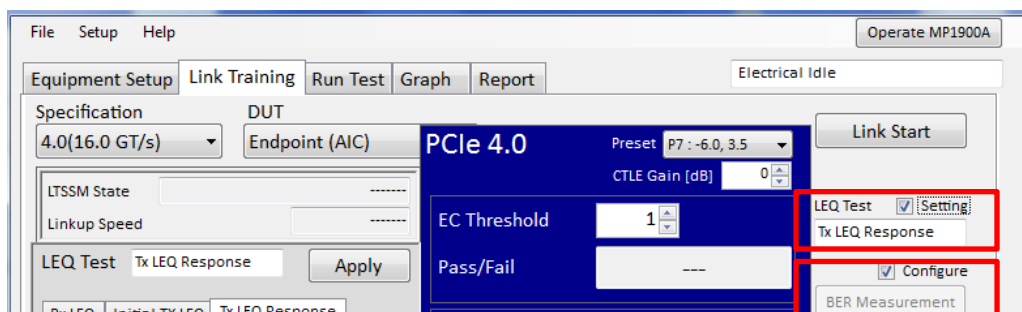 File Setup Help
Operate MP1900A
Equipment Setup Link Training Run Test Graph Report
Electrical Idle
Specification DUT
4.0(16.0 GT/s) Endpoint (AIC)
PCIe 4.0 Preset P7 : -6.0, 3.5
Link Start
CTLE Gain [dB] 0
LTSSM State -------
Linkup Speed -------
EC Threshold 1
LEQ Test Setting
Tx LEQ Response
LEQ Test Tx LEQ Response Apply
Pass/Fail ---
Configure
BER Measurement
Rx LEQ Initial TX LEQ Tx LEQ Response